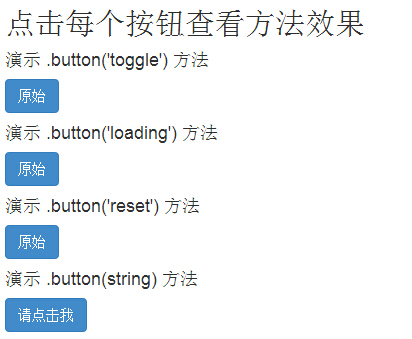 点击每个按钮查看方法效果
演示 .button('toggle') 方法
原始
演示 .button('loading') 方法
原始
演示 .button('reset') 方法
原始
演示 .button(string) 方法
请点击我